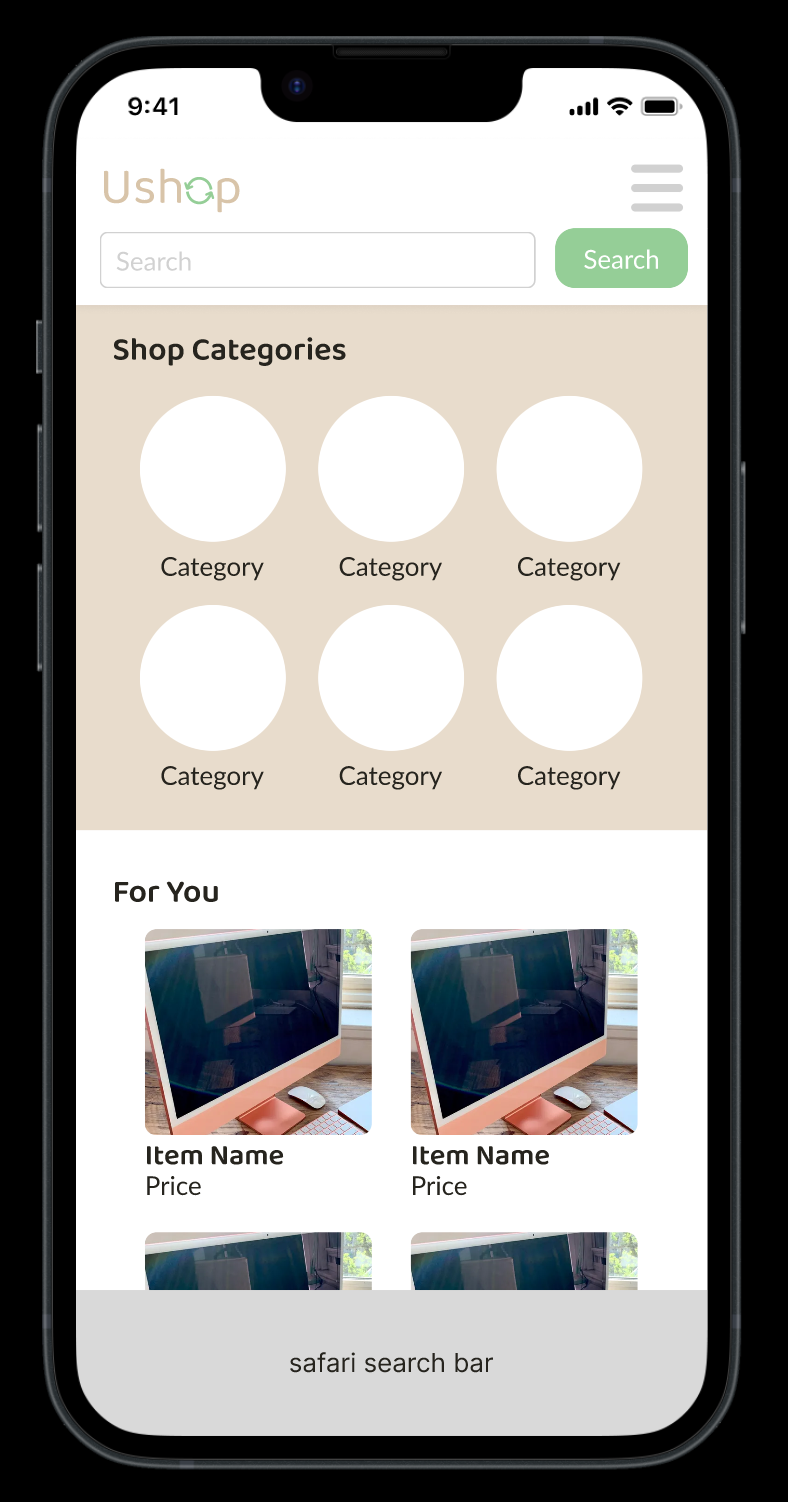 9:41
Ushop
Search
Search
Shop Categories
Category
Category
Category
Category
Category
Category
For You
Item Name
Item Name
Price
Price
safari search bar